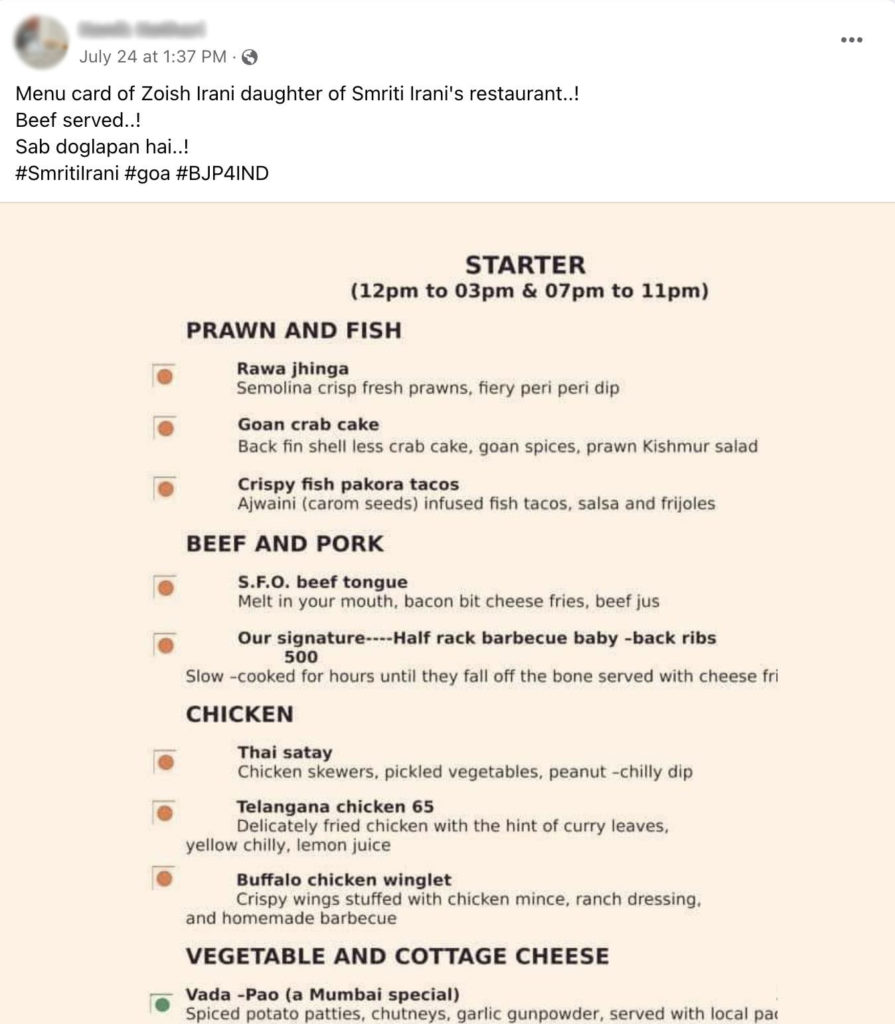 July 24 at 1:37 PM ·
Menu card of Zoish Irani daughter of Smriti Irani's restaurant..!
Beef served..!
Sab doglapan hai..!
#SmritiIrani #goa #BJP4IND
STARTER
(12pm to 03pm & 07pm to 11pm)
PRAWN AND FISH
Rawa jhinga
Semolina crisp fresh prawns, fiery peri peri dip
Goan crab cake
Back fin shell less crab cake, goan spices, prawn Kishmur salad
Crispy fish pakora tacos
Ajwaini (carom seeds) infused fish tacos, salsa and frijoles
BEEF AND PORK
S.F.O. beef tongue
Melt in your mouth, bacon bit cheese fries, beef jus
Our signature----Half rack barbecue baby -back ribs
500
Slow -cooked for hours until they fall off the bone served with cheese fri
CHICKEN
Thai satay
Chicken skewers, pickled vegetables, peanut -chilly dip
Telangana chicken 65
Delicately fried chicken with the hint of curry leaves,
yellow chilly, lemon juice
Buffalo chicken winglet
Crispy wings stuffed with chicken mince, ranch dressing,
and homemade barbecue
VEGETABLE AND COTTAGE CHEESE
Vada -Pao (a Mumbai special)
Spiced potato patties, chutneys, garlic gunpowder, served with local pa